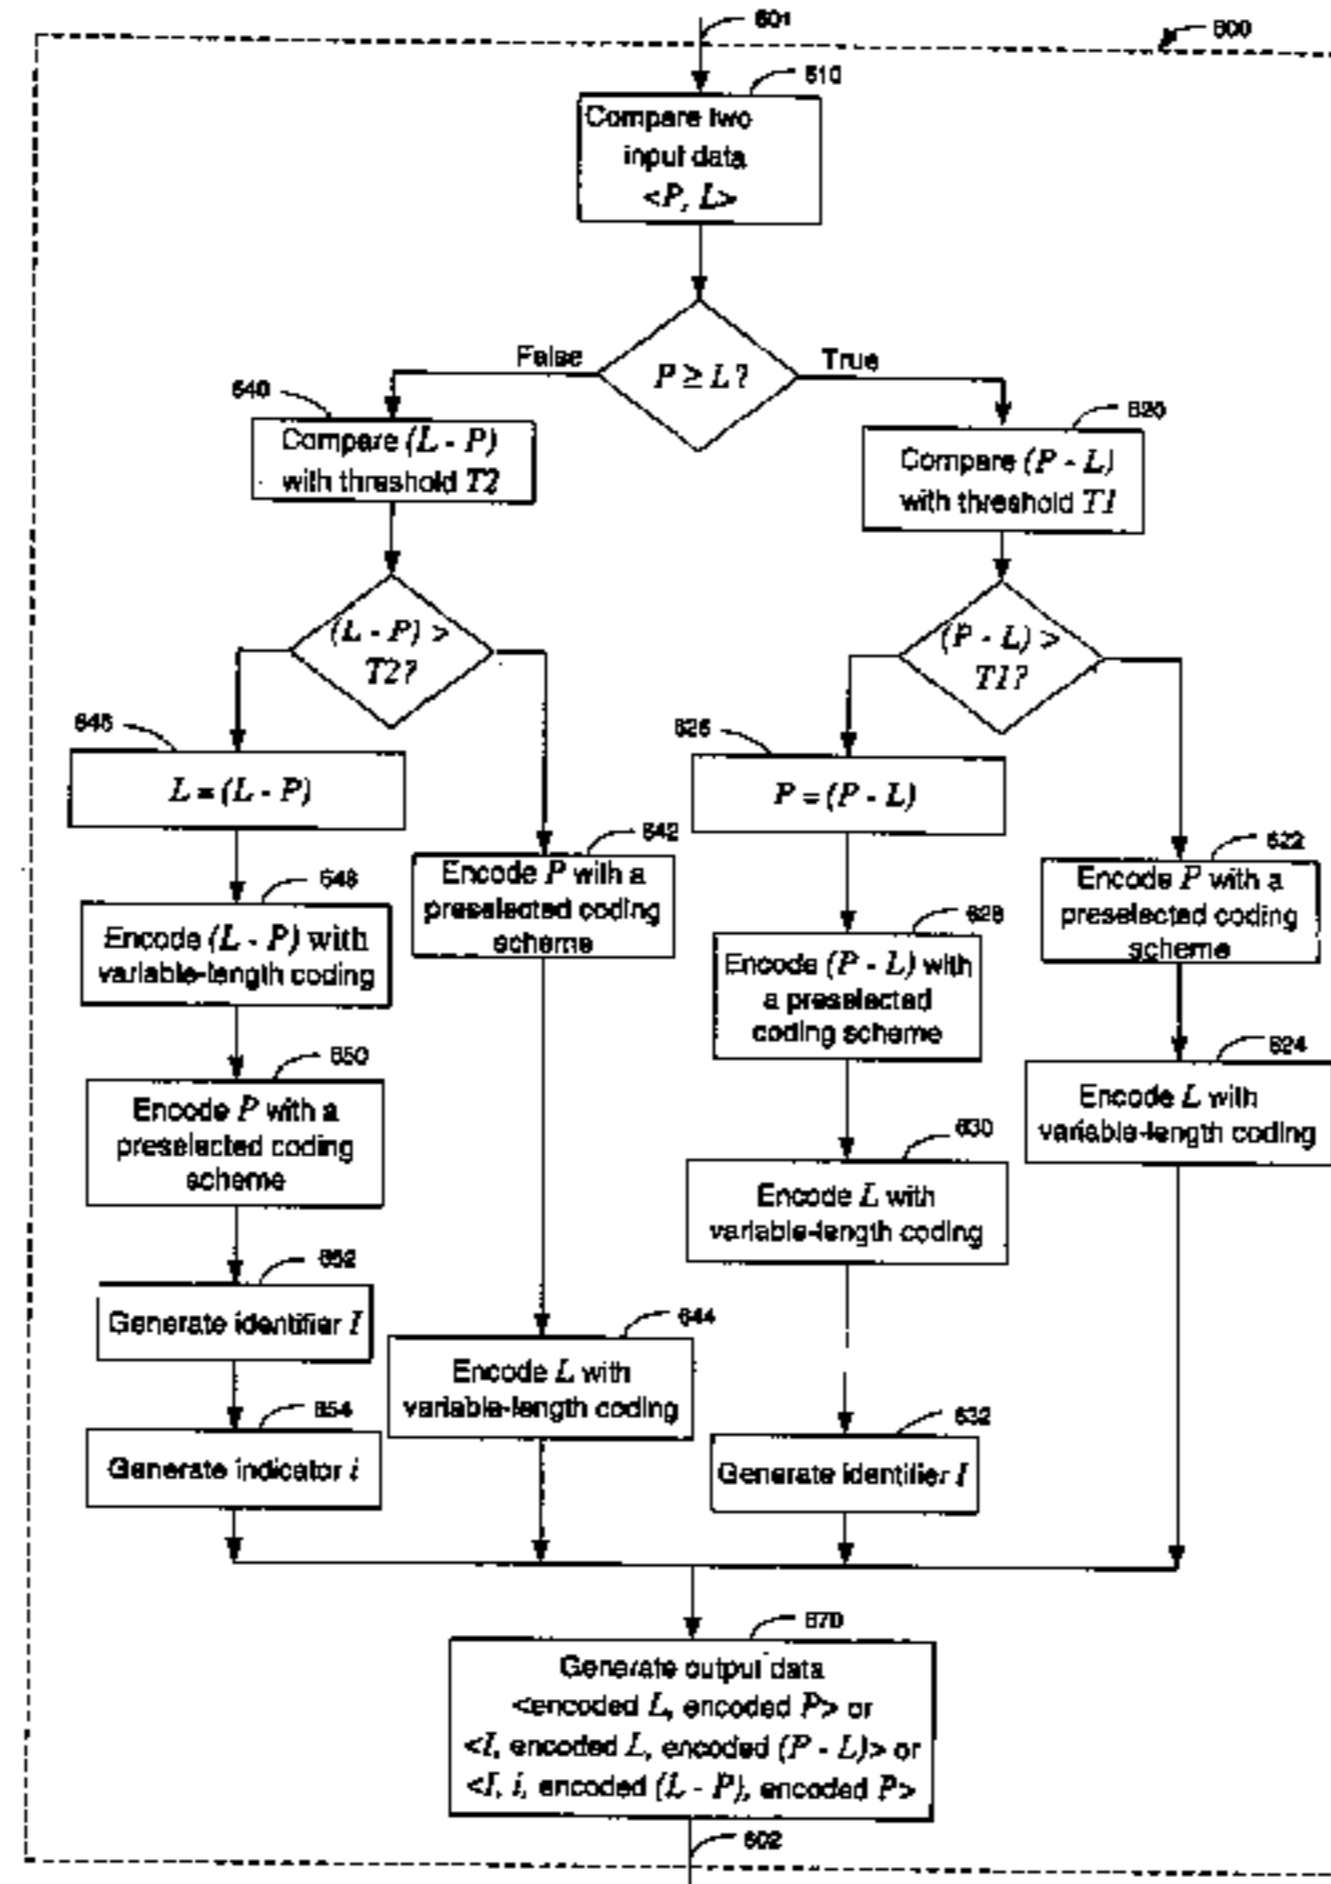 601
600
610
Compare two
input data
<P, L>
False
P ≥ L?
True
640
Compare (L - P)
with threshold T2
620
Compare (P - L)
with threshold T1
(L - P) >
T2?
(P - L) >
T1?
646
L = (L - P)
626
P = (P - L)
642
Encode P with a
preselected coding
scheme
622
Encode P with a
preselected coding
scheme
648
Encode (L - P) with
variable-length coding
628
Encode (P - L) with
a preselected
coding scheme
650
Encode P with a
preselected coding
scheme
624
Encode L with
variable-length coding
630
Encode L with
variable-length coding
652
Generate identifier I
644
Encode L with
variable-length coding
654
Generate indicator i
632
Generate identifier I
670
Generate output data
<encoded L, encoded P> or
<I, encoded L, encoded (P - L)> or
<I, i, encoded (L - P), encoded P>
602